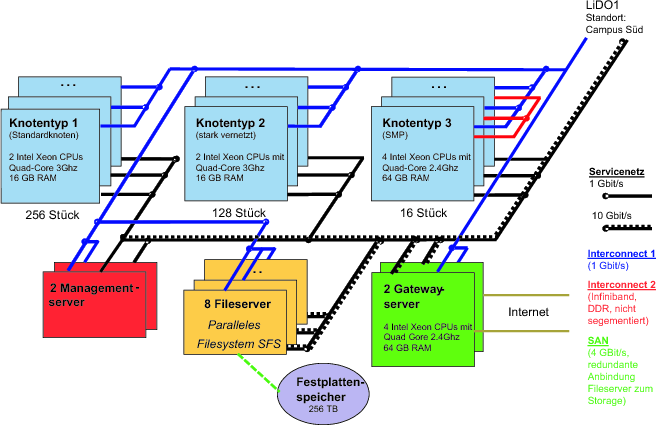 LiDO1
Standort:
Campus Süd
...
Knotentyp 1
(Standardknoten)
2 Intel Xeon CPUs
Quad-Core 3Ghz
16 GB RAM
256 Stück
...
Knotentyp 2
(stark vernetzt)
2 Intel Xeon CPUs mit
Quad-Core 3Ghz
16 GB RAM
128 Stück
...
Knotentyp 3
(SMP)
4 Intel Xeon CPUs mit
Quad-Core 2.4Ghz
64 GB RAM
16 Stück
2 Management-
server
..
8 Fileserver
Paralleles
Filesystem SFS
Festplatten-
speicher
256 TB
2 Gateway-
server
4 Intel Xeon CPUs mit
Quad Core 2.4Ghz
64 GB RAM
Internet
Servicenetz
1 Gbit/s
10 Gbit/s
Interconnect 1
(1 Gbit/s)
Interconnect 2
(Infiniband,
DDR, nicht
segementiert)
SAN
(4 GBit/s,
redundante
Anbindung
Fileserver zum
Storage)